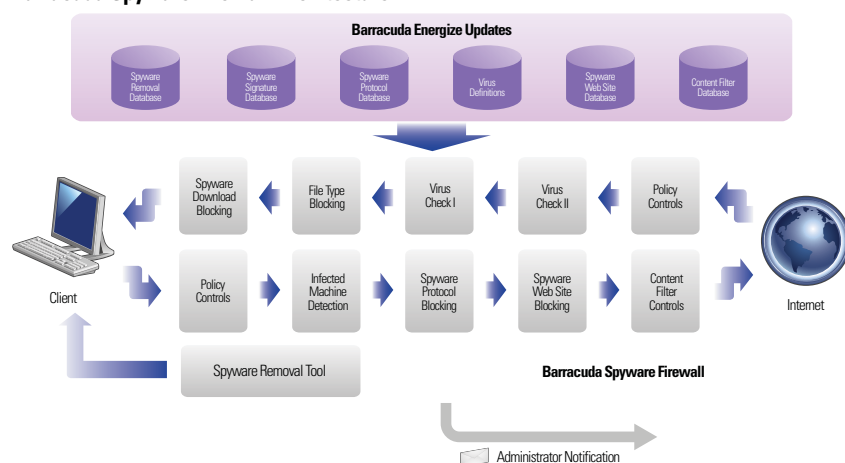 Barracuda Energize Updates
Spyware
Removal
Database
Spyware
Signature
Database
Spyware
Protocol
Database
Virus
Definitions
Spyware
Web Site
Database
Content Filter
Database
Spyware
Download
Blocking
File Type
Blocking
Virus
Check I
Virus
Check II
Policy
Controls
Client
Policy
Controls
Infected
Machine
Detection
Spyware
Protocol
Blocking
Spyware
Web Site
Blocking
Content
Filter
Controls
Internet
Spyware Removal Tool
Barracuda Spyware Firewall
Administrator Notification